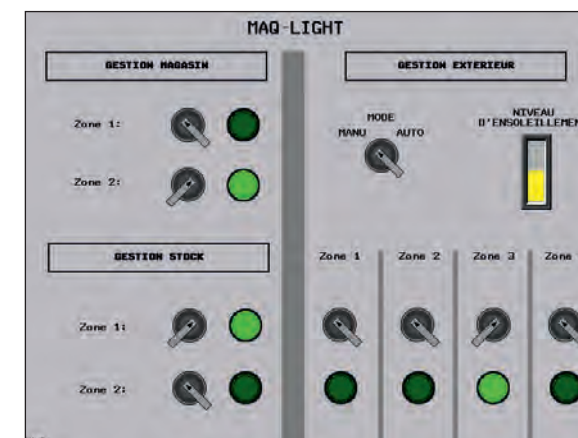 MAQ-LIGHT
GESTION MAGASIN
Zone 1:
Zone 2:
GESTION STOCK
Zone 1:
Zone 2:
GESTION EXTERIEUR
MODE
MANU AUTO
NIVEAU
D'ENSOLEILLEMEN
Zone 1 Zone 2 Zone 3 Zone